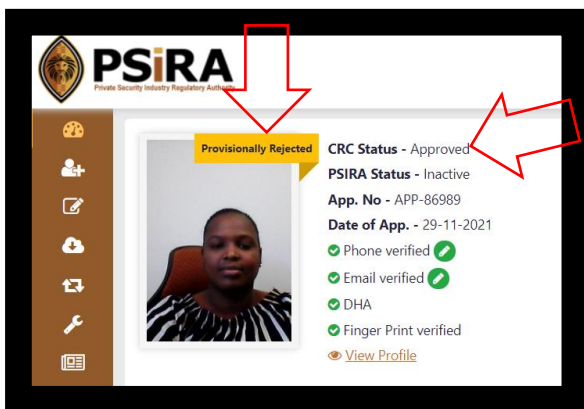 PSiRA
Private Security Industry Regulatory Authority
Provisionally Rejected
CRC Status - Approved
PSIRA Status - Inactive
App. No - APP-86989
Date of App. - 29-11-2021
Phone verified
Email verified
DHA
Finger Print verified
View Profile